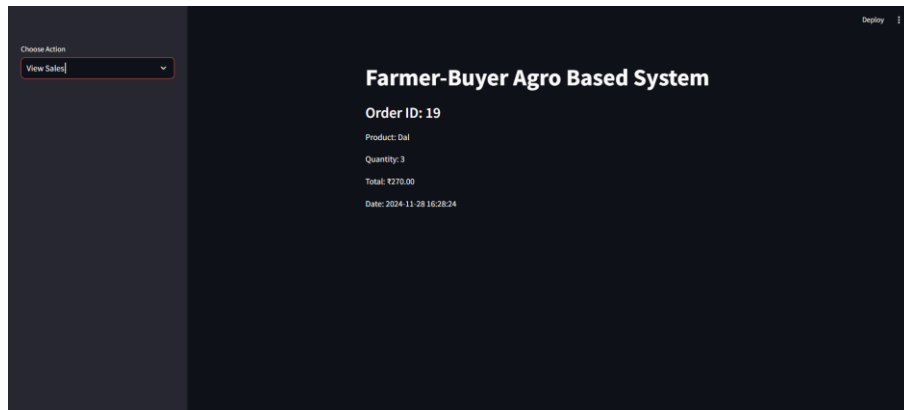 Deploy
Choose Action
View Sales
Farmer-Buyer Agro Based System
Order ID: 19
Product: Dal
Quantity: 3
Total: ₹270.00
Date: 2024-11-28 16:28:24